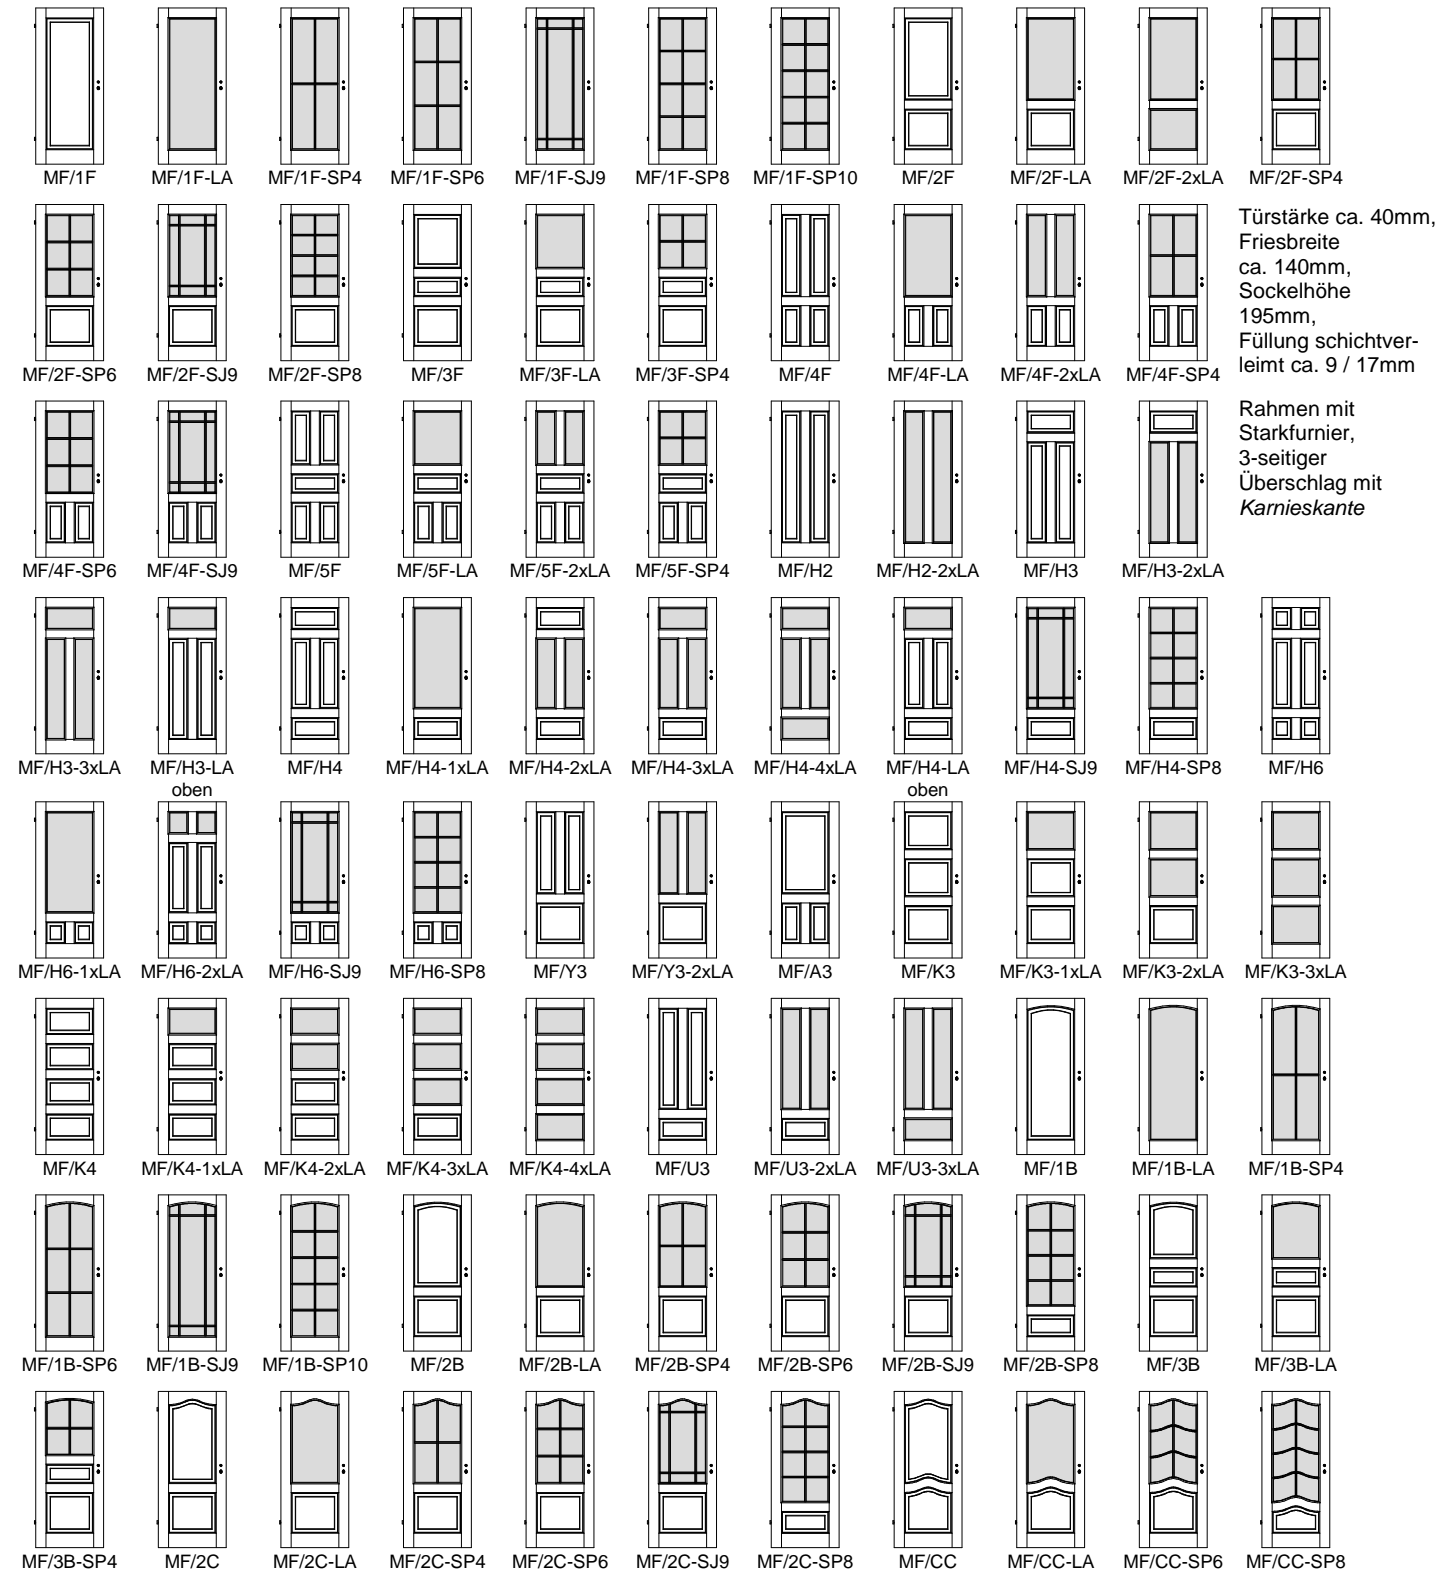 MF/1F MF/1F-LA MF/1F-SP4 MF/1F-SP6 MF/1F-SJ9 MF/1F-SP8 MF/1F-SP10 MF/2F MF/2F-LA MF/2F-2xLA MF/2F-SP4
Türstärke ca. 40mm,
Friesbreite
ca. 140mm,
Sockelhöhe
195mm,
Füllung schichtver-
leimt ca. 9 / 17mm
MF/2F-SP6 MF/2F-SJ9 MF/2F-SP8 MF/3F MF/3F-LA MF/3F-SP4 MF/4F MF/4F-LA MF/4F-2xLA MF/4F-SP4
Rahmen mit
Starkfurnier,
3-seitiger
Überschlag mit
Karnieskante
MF/4F-SP6 MF/4F-SJ9 MF/5F MF/5F-LA MF/5F-2xLA MF/5F-SP4 MF/H2 MF/H2-2xLA MF/H3 MF/H3-2xLA
MF/H3-3xLA MF/H3-LA MF/H4 MF/H4-1xLA MF/H4-2xLA MF/H4-3xLA MF/H4-4xLA MF/H4-LA MF/H4-SJ9 MF/H4-SP8 MF/H6
oben oben
MF/H6-1xLA MF/H6-2xLA MF/H6-SJ9 MF/H6-SP8 MF/Y3 MF/Y3-2xLA MF/A3 MF/K3 MF/K3-1xLA MF/K3-2xLA MF/K3-3xLA
MF/K4 MF/K4-1xLA MF/K4-2xLA MF/K4-3xLA MF/K4-4xLA MF/U3 MF/U3-2xLA MF/U3-3xLA MF/1B MF/1B-LA MF/1B-SP4
MF/1B-SP6 MF/1B-SJ9 MF/1B-SP10 MF/2B MF/2B-LA MF/2B-SP4 MF/2B-SP6 MF/2B-SJ9 MF/2B-SP8 MF/3B MF/3B-LA
MF/3B-SP4 MF/2C MF/2C-LA MF/2C-SP4 MF/2C-SP6 MF/2C-SJ9 MF/2C-SP8 MF/CC MF/CC-LA MF/CC-SP6 MF/CC-SP8